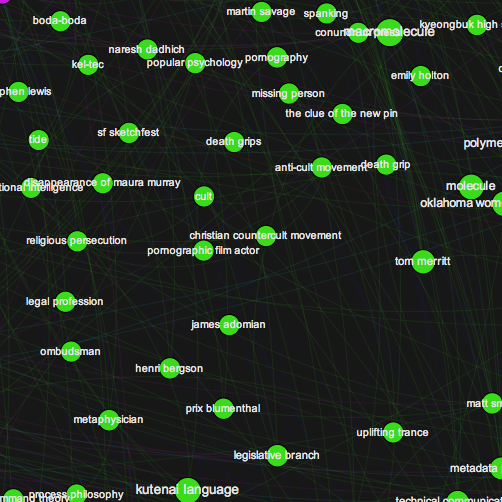 martin savage
spanking
boda-boda
kyeongbuk high
macromolecule
naresh dadhich
kel-tec
popular psychology
pornography
emily holton
missing person
phen lewis
the clue of the new pin
sf sketchfest
tide
death grips
polyme
anti-cult movement
death grip
disappearance of maura murray
molecule
cult
oklahoma wom
christian countercult movement
religious persecution
pornographic film actor
tom merritt
legal profession
james adomian
ombudsman
henri bergson
matt sm
prix blumenthal
metaphysician
uplifting trance
legislative branch
metadata
kutenai language
process philosophy
technical communica